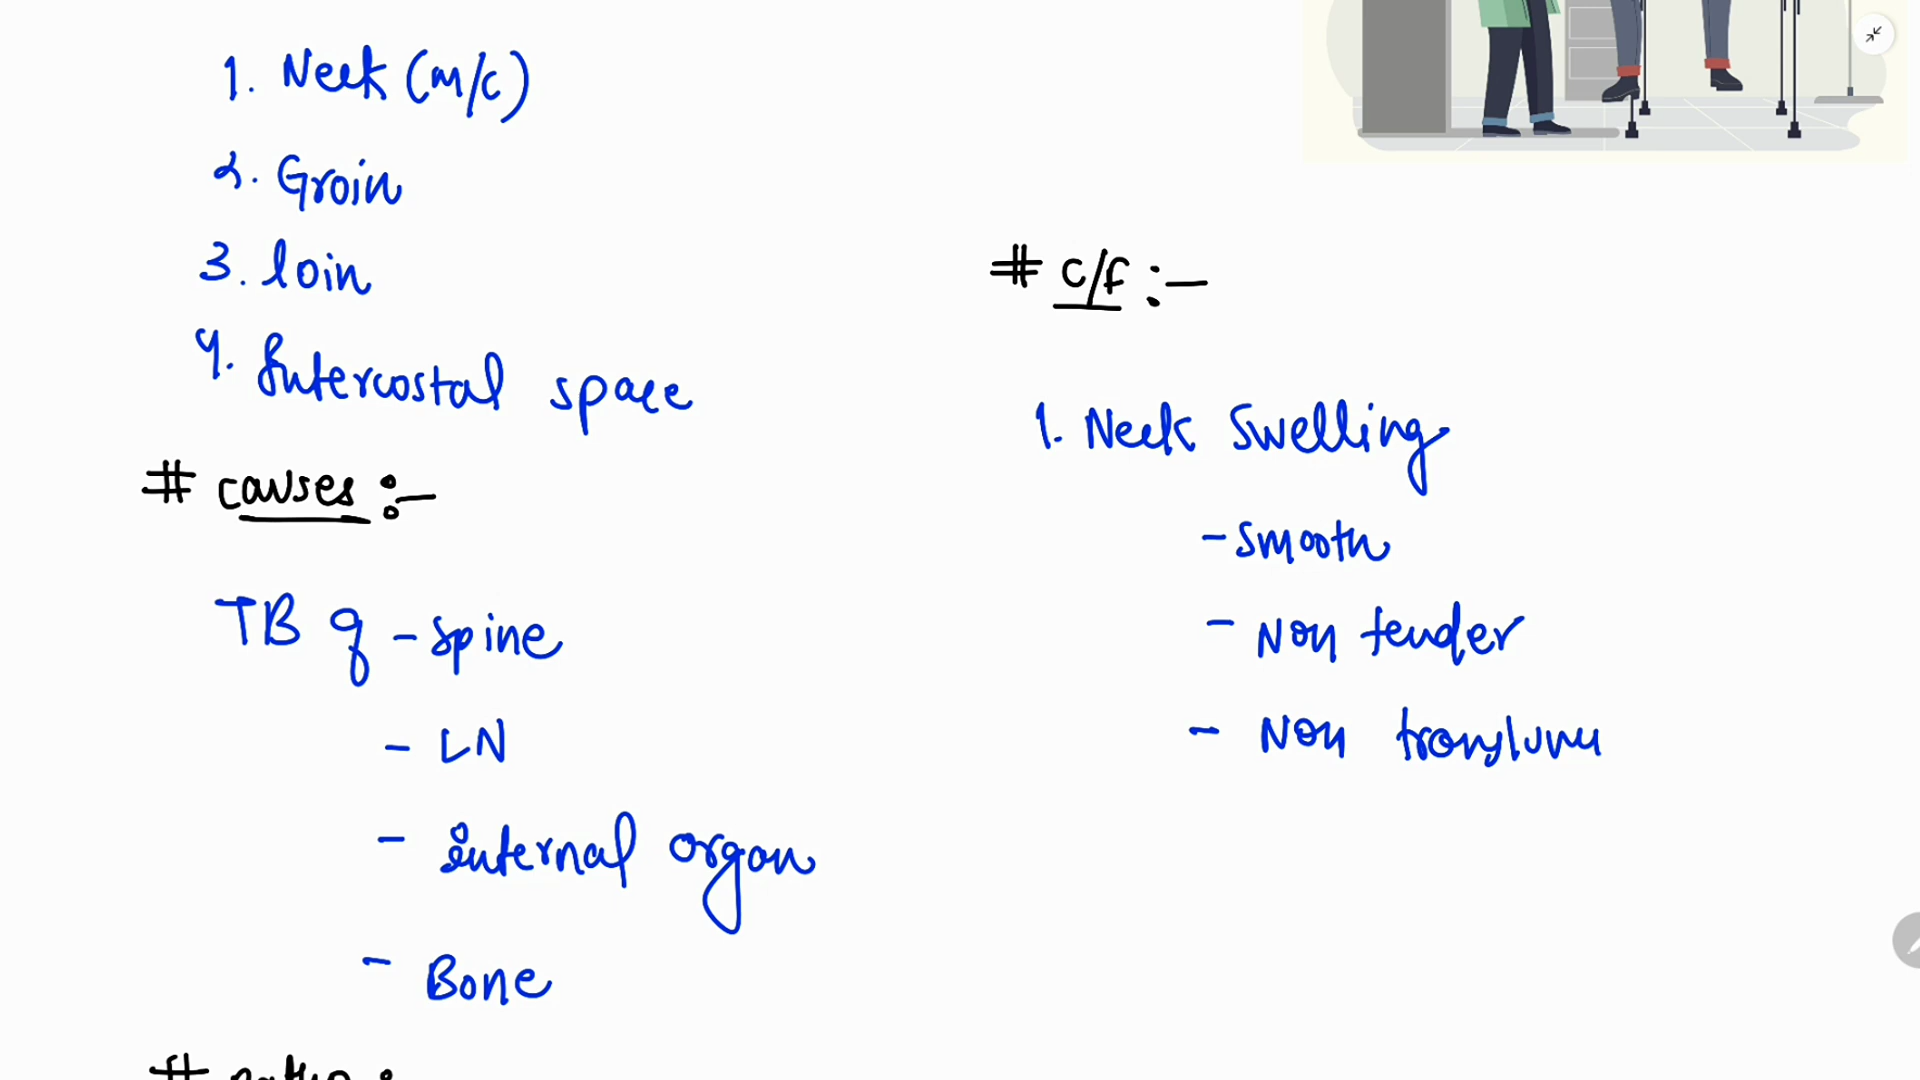 1. Neck (m/c)
2. Groin
3. loin
4. Intercostal space
# causes :-
TB of - spine
- LN
- internal organ
- Bone
# C/F :-
1. Neck swelling
- smooth
- Non tender
- Non